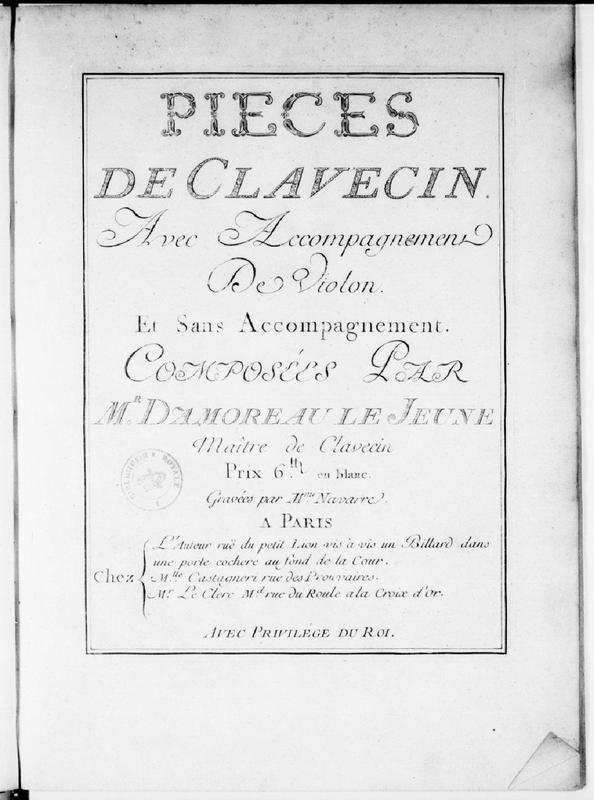 PIECES
DE CLAVECIN.
Avec Accompagnement
De Violon.
Et Sans Accompagnement.
COMPOSÉES PAR
M.R DAMOREAU LE JEUNE
Maître de Clavecin
Prix 6.tt en blanc.
Gravées par M.me Navarre.
A PARIS
Chez
L'Auteur ruë du petit Lion vis à vis un Billard dans
une porte cochere au fond de la Cour.
M.lle Castagneri rue des Prouvaires.
M.r Le Clerc M.d rue du Roule a la Croix d'Or.
AVEC PRIVILÉGE DU ROI.